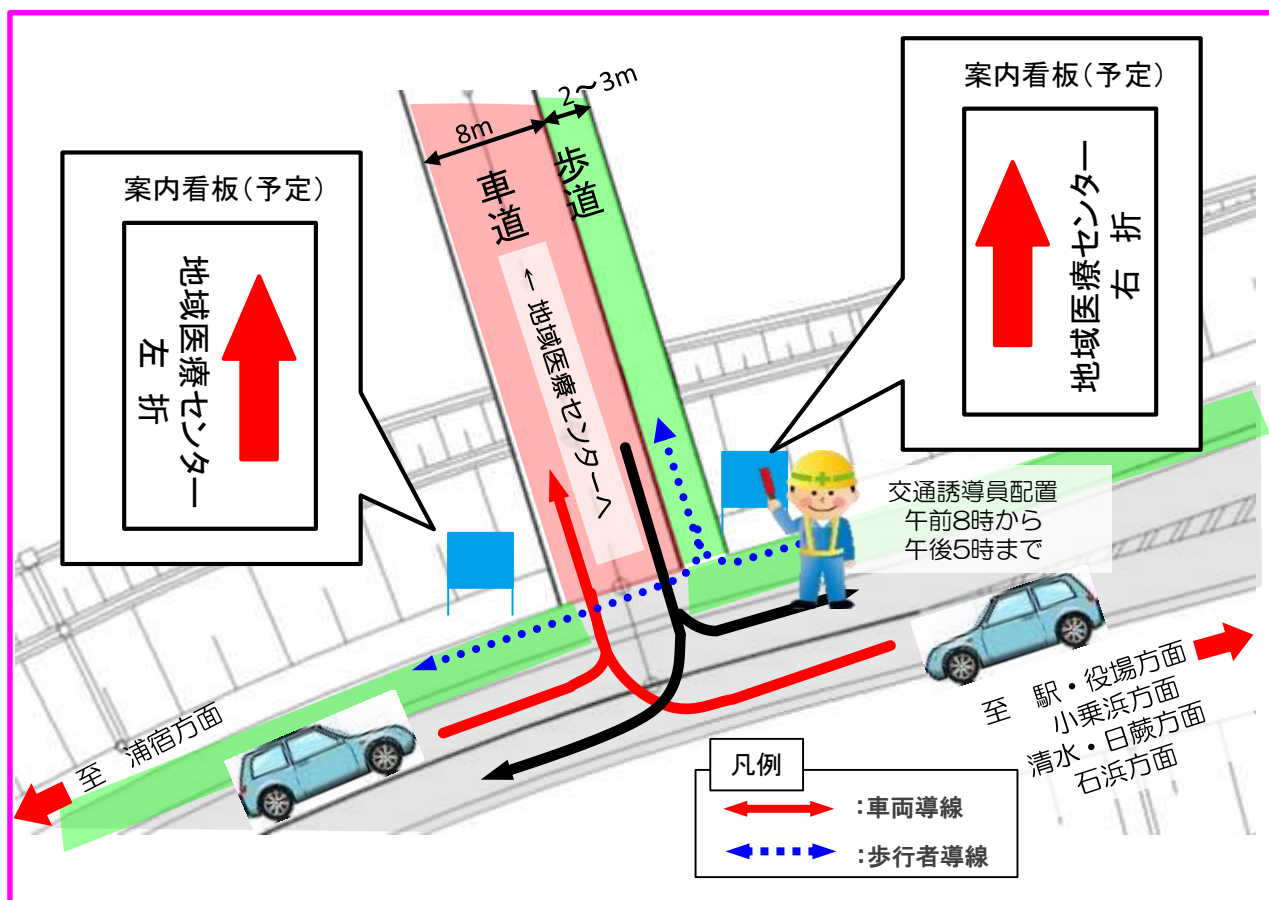 案内看板(予定)
地域医療センター
左折
案内看板(予定)
地域医療センター
右折
8m
2～3m
車道
歩道
←地域医療センターへ
交通誘導員配置
午前8時から
午後5時まで
至 浦宿方面
至 駅・役場方面
小乗浜方面
清水・日蕨方面
石浜方面
凡例
:車両導線
:歩行者導線